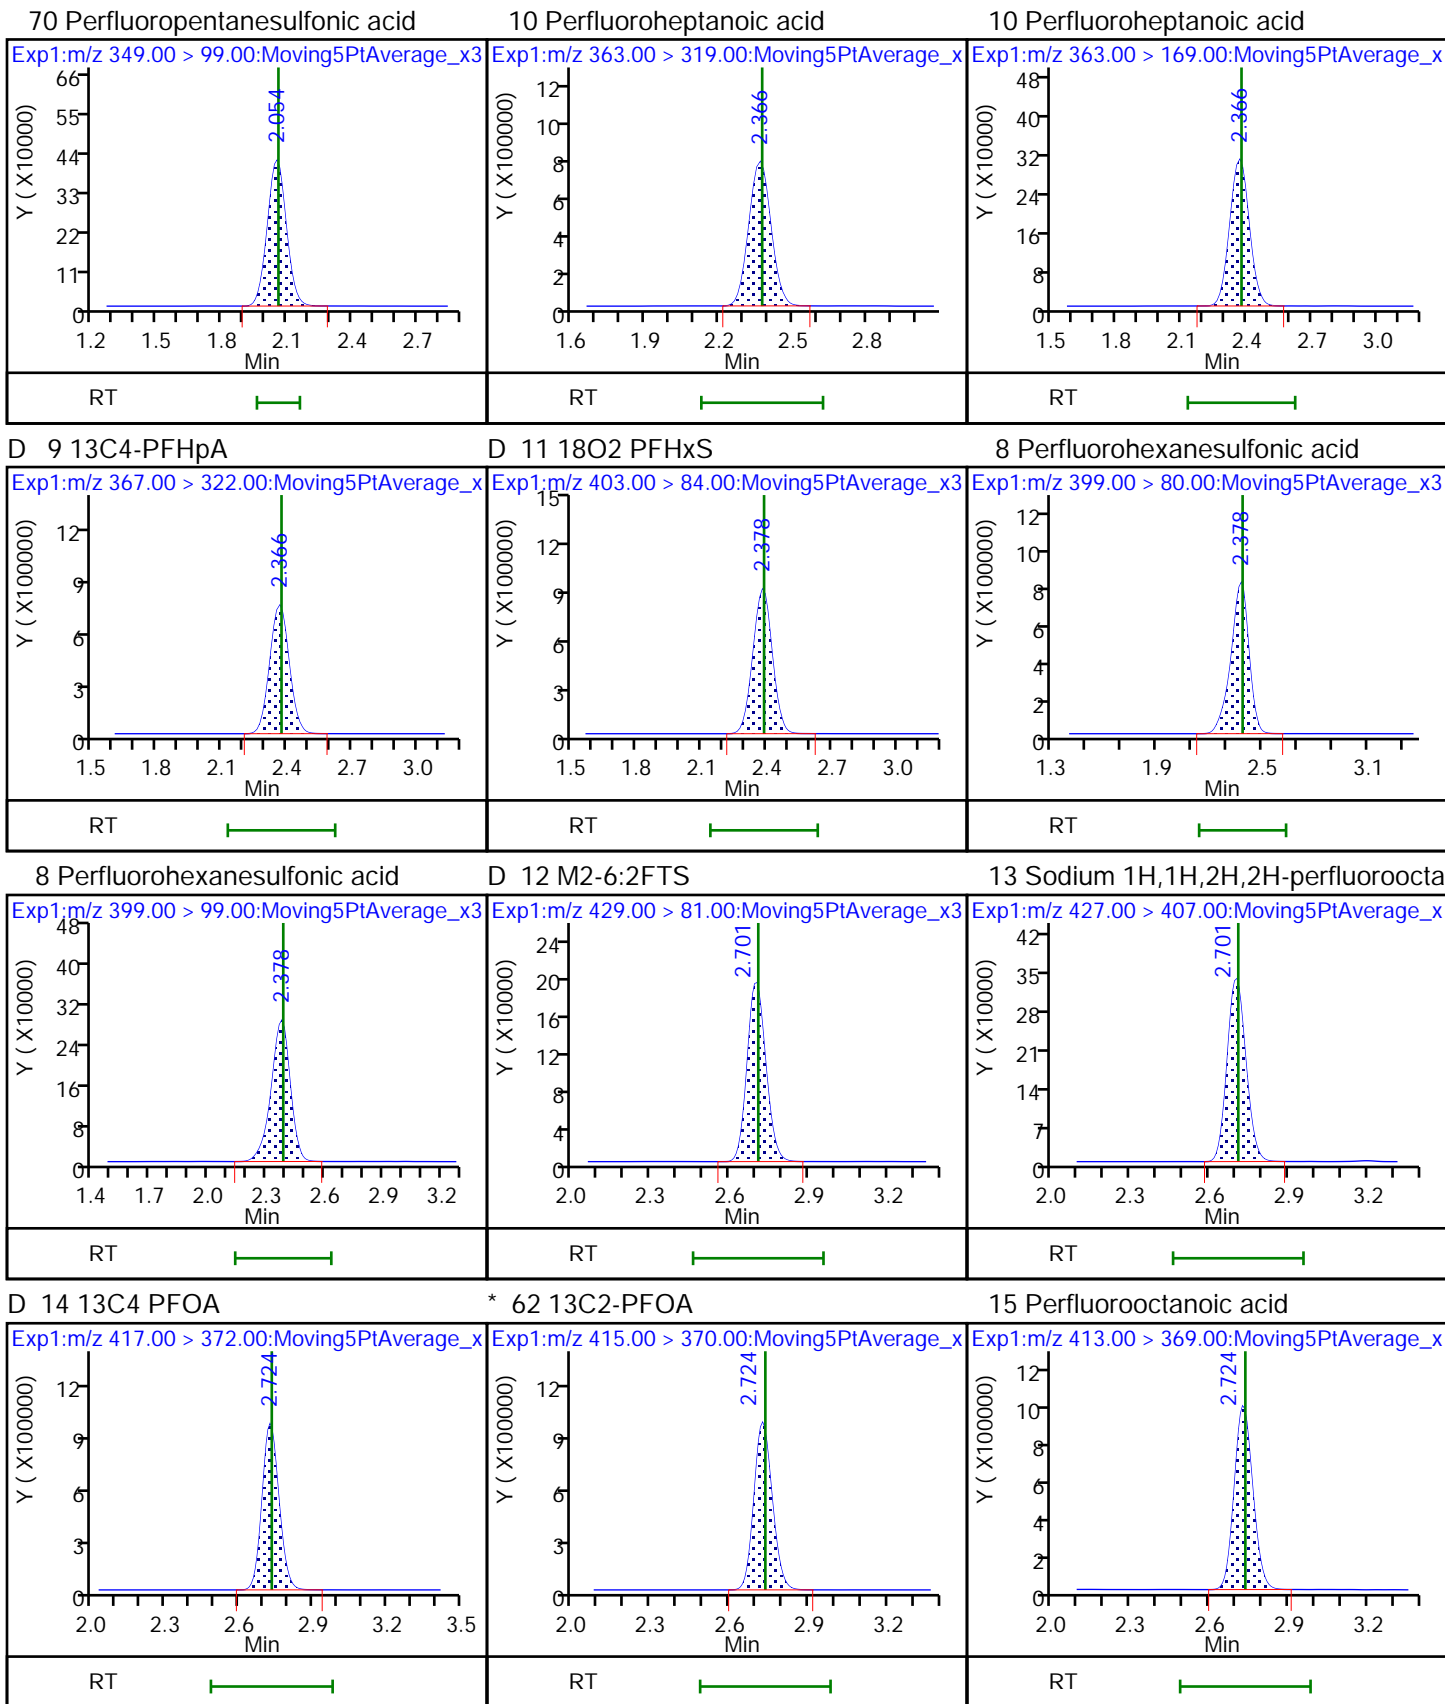 70 Perfluoropentanesulfonic acid
Exp1:m/z 349.00 > 99.00:Moving5PtAverage_x3
Y ( X10000)
66
55
44
33
22
11
0
2.054
1.2 1.5 1.8 2.1 2.4 2.7
Min
RT
10 Perfluoroheptanoic acid
Exp1:m/z 363.00 > 319.00:Moving5PtAverage_x
Y ( X100000)
12
10
8
6
4
2
0
2.366
1.6 1.9 2.2 2.5 2.8
Min
RT
10 Perfluoroheptanoic acid
Exp1:m/z 363.00 > 169.00:Moving5PtAverage_x
Y ( X10000)
48
40
32
24
16
8
0
2.366
1.5 1.8 2.1 2.4 2.7 3.0
Min
RT
D 9 13C4-PFHpA
Exp1:m/z 367.00 > 322.00:Moving5PtAverage_x
Y ( X100000)
12
9
6
3
0
2.366
1.5 1.8 2.1 2.4 2.7 3.0
Min
RT
D 11 18O2 PFHxS
Exp1:m/z 403.00 > 84.00:Moving5PtAverage_x3
Y ( X100000)
15
12
9
6
3
0
2.378
1.5 1.8 2.1 2.4 2.7 3.0
Min
RT
8 Perfluorohexanesulfonic acid
Exp1:m/z 399.00 > 80.00:Moving5PtAverage_x3
Y ( X100000)
12
10
8
6
4
2
0
2.378
1.3 1.9 2.5 3.1
Min
RT
8 Perfluorohexanesulfonic acid
Exp1:m/z 399.00 > 99.00:Moving5PtAverage_x3
Y ( X10000)
48
40
32
24
16
8
0
2.378
1.4 1.7 2.0 2.3 2.6 2.9 3.2
Min
RT
D 12 M2-6:2FTS
Exp1:m/z 429.00 > 81.00:Moving5PtAverage_x3
Y ( X10000)
24
20
16
12
8
4
0
2.701
2.0 2.3 2.6 2.9 3.2
Min
RT
13 Sodium 1H,1H,2H,2H-perfluoroocta
Exp1:m/z 427.00 > 407.00:Moving5PtAverage_x
Y ( X10000)
42
35
28
21
14
7
0
2.701
2.0 2.3 2.6 2.9 3.2
Min
RT
D 14 13C4 PFOA
Exp1:m/z 417.00 > 372.00:Moving5PtAverage_x
Y ( X100000)
12
9
6
3
0
2.724
2.0 2.3 2.6 2.9 3.2 3.5
Min
RT
* 62 13C2-PFOA
Exp1:m/z 415.00 > 370.00:Moving5PtAverage_x
Y ( X100000)
12
9
6
3
0
2.724
2.0 2.3 2.6 2.9 3.2
Min
RT
15 Perfluorooctanoic acid
Exp1:m/z 413.00 > 369.00:Moving5PtAverage_x
Y ( X100000)
12
10
8
6
4
2
0
2.724
2.0 2.3 2.6 2.9 3.2
Min
RT